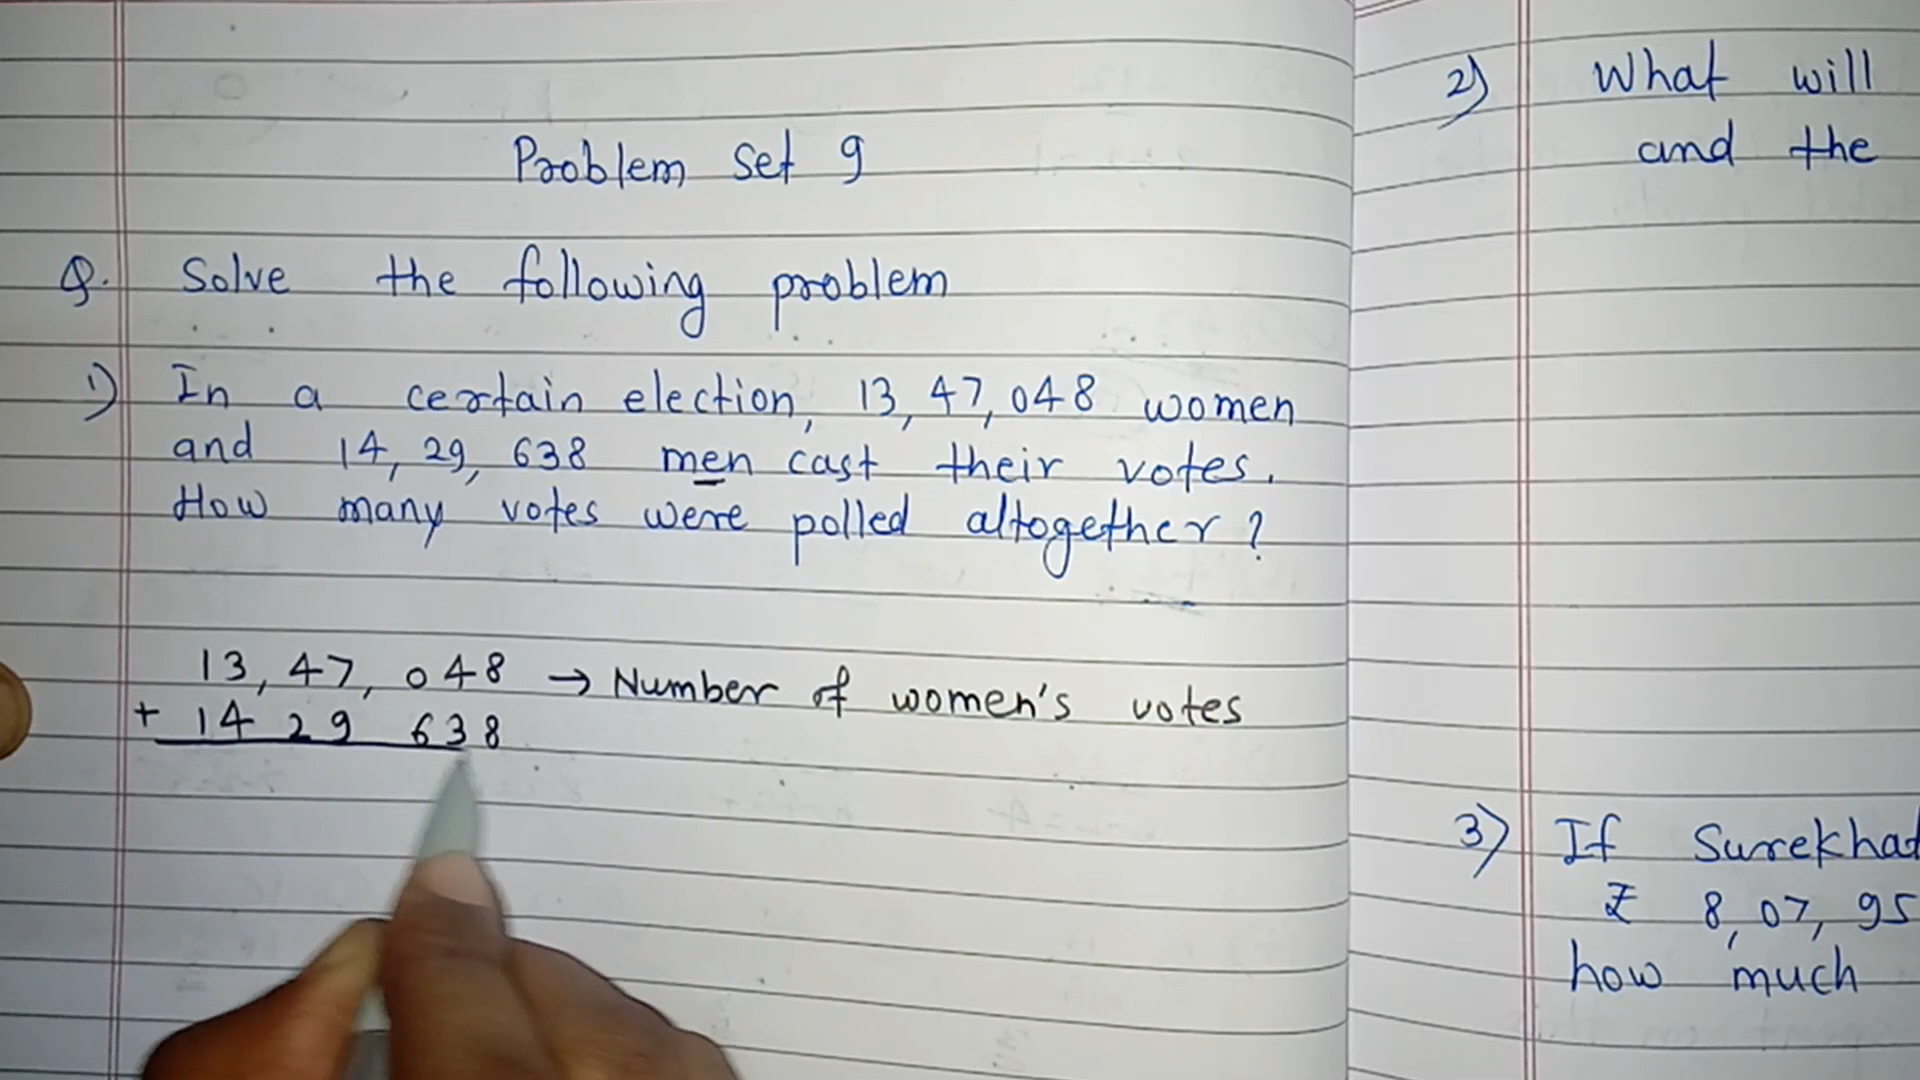 Problem Set 9
Q. Solve the following problem
1) In a certain election, 13, 47, 048 women
and 14, 29, 638 men cast their votes.
How many votes were polled altogether?
13, 47, 048 → Number of women's votes
+ 14 29 638
2) What will
and the
3) If Surekha
₹ 8,07, 95
how much